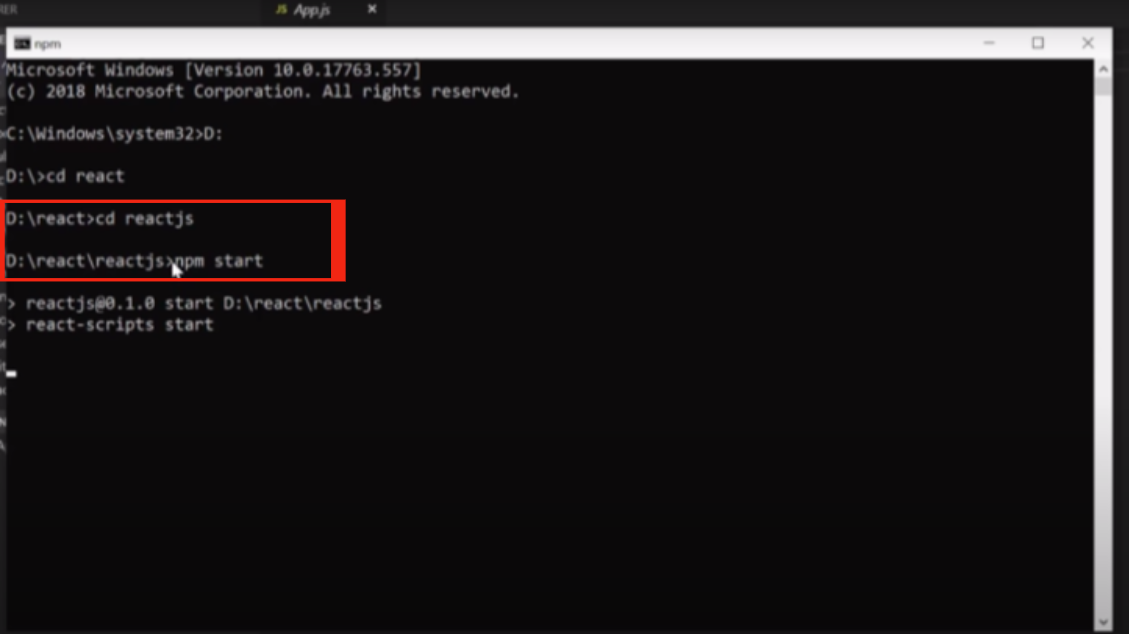 JS App.js ×
npm
Microsoft Windows [Version 10.0.17763.557]
(c) 2018 Microsoft Corporation. All rights reserved.
C:\Windows\system32>D:
D:\>cd react
D:\react>cd reactjs
D:\react\reactjs>npm start
> reactjs@0.1.0 start D:\react\reactjs
> react-scripts start